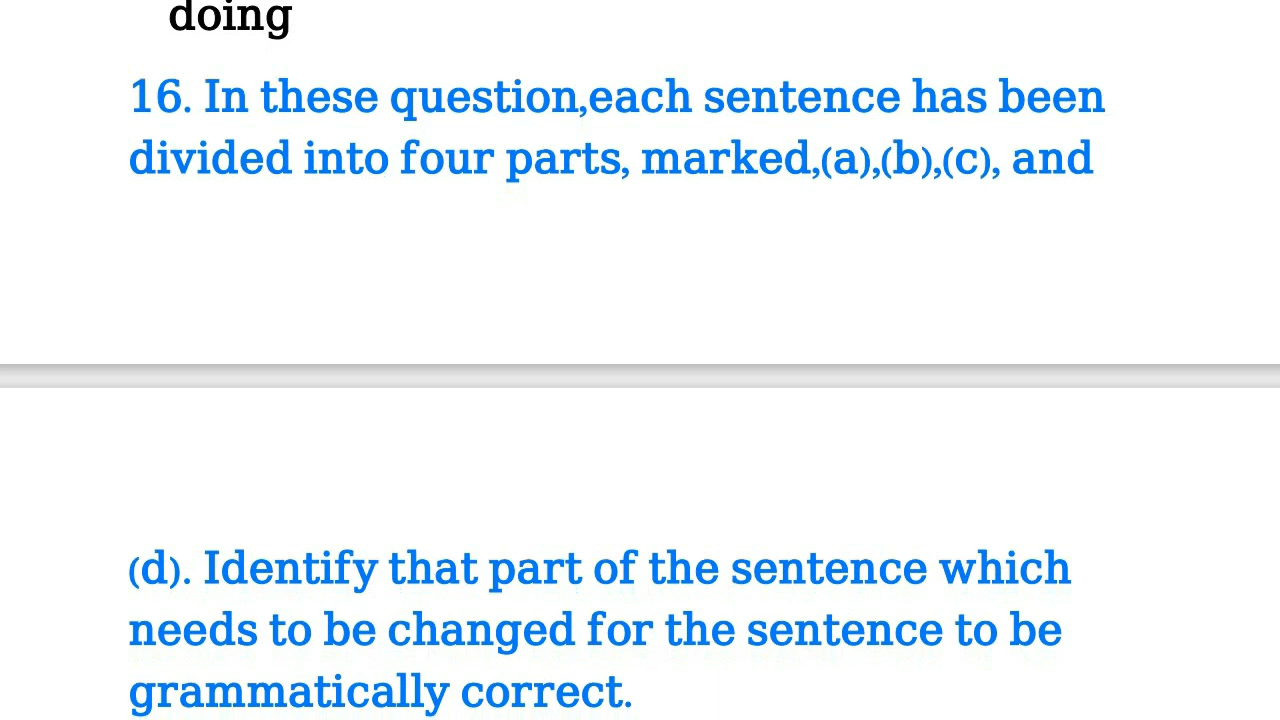 doing
16. In these question,each sentence has been
divided into four parts, marked,(a),(b),(c), and
(d). Identify that part of the sentence which
needs to be changed for the sentence to be
grammatically correct.